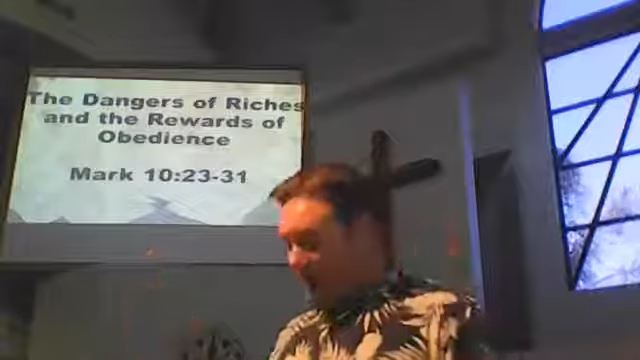 The Dangers of Riches
and the Rewards of
Obedience
Mark 10:23-31